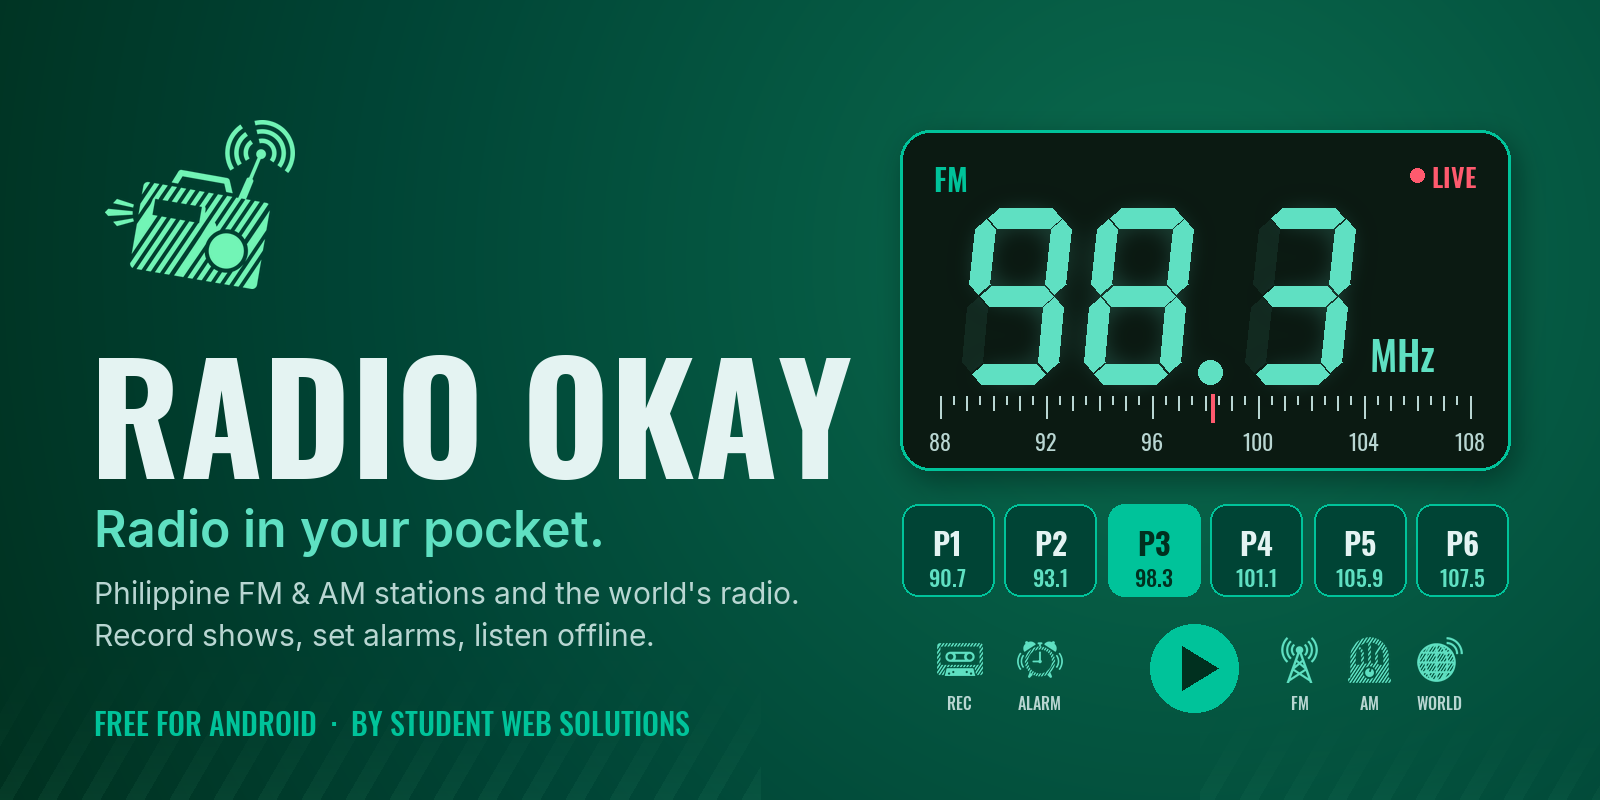 RADIO OKAY
Radio in your pocket.
Philippine FM & AM stations and the world's radio.
Record shows, set alarms, listen offline.
FREE FOR ANDROID · BY STUDENT WEB SOLUTIONS
FM
LIVE
98.3 MHz
88 92 96 100 104 108
P1 P2 P3 P4 P5 P6
90.7 93.1 98.3 101.1 105.9 107.5
REC ALARM FM AM WORLD